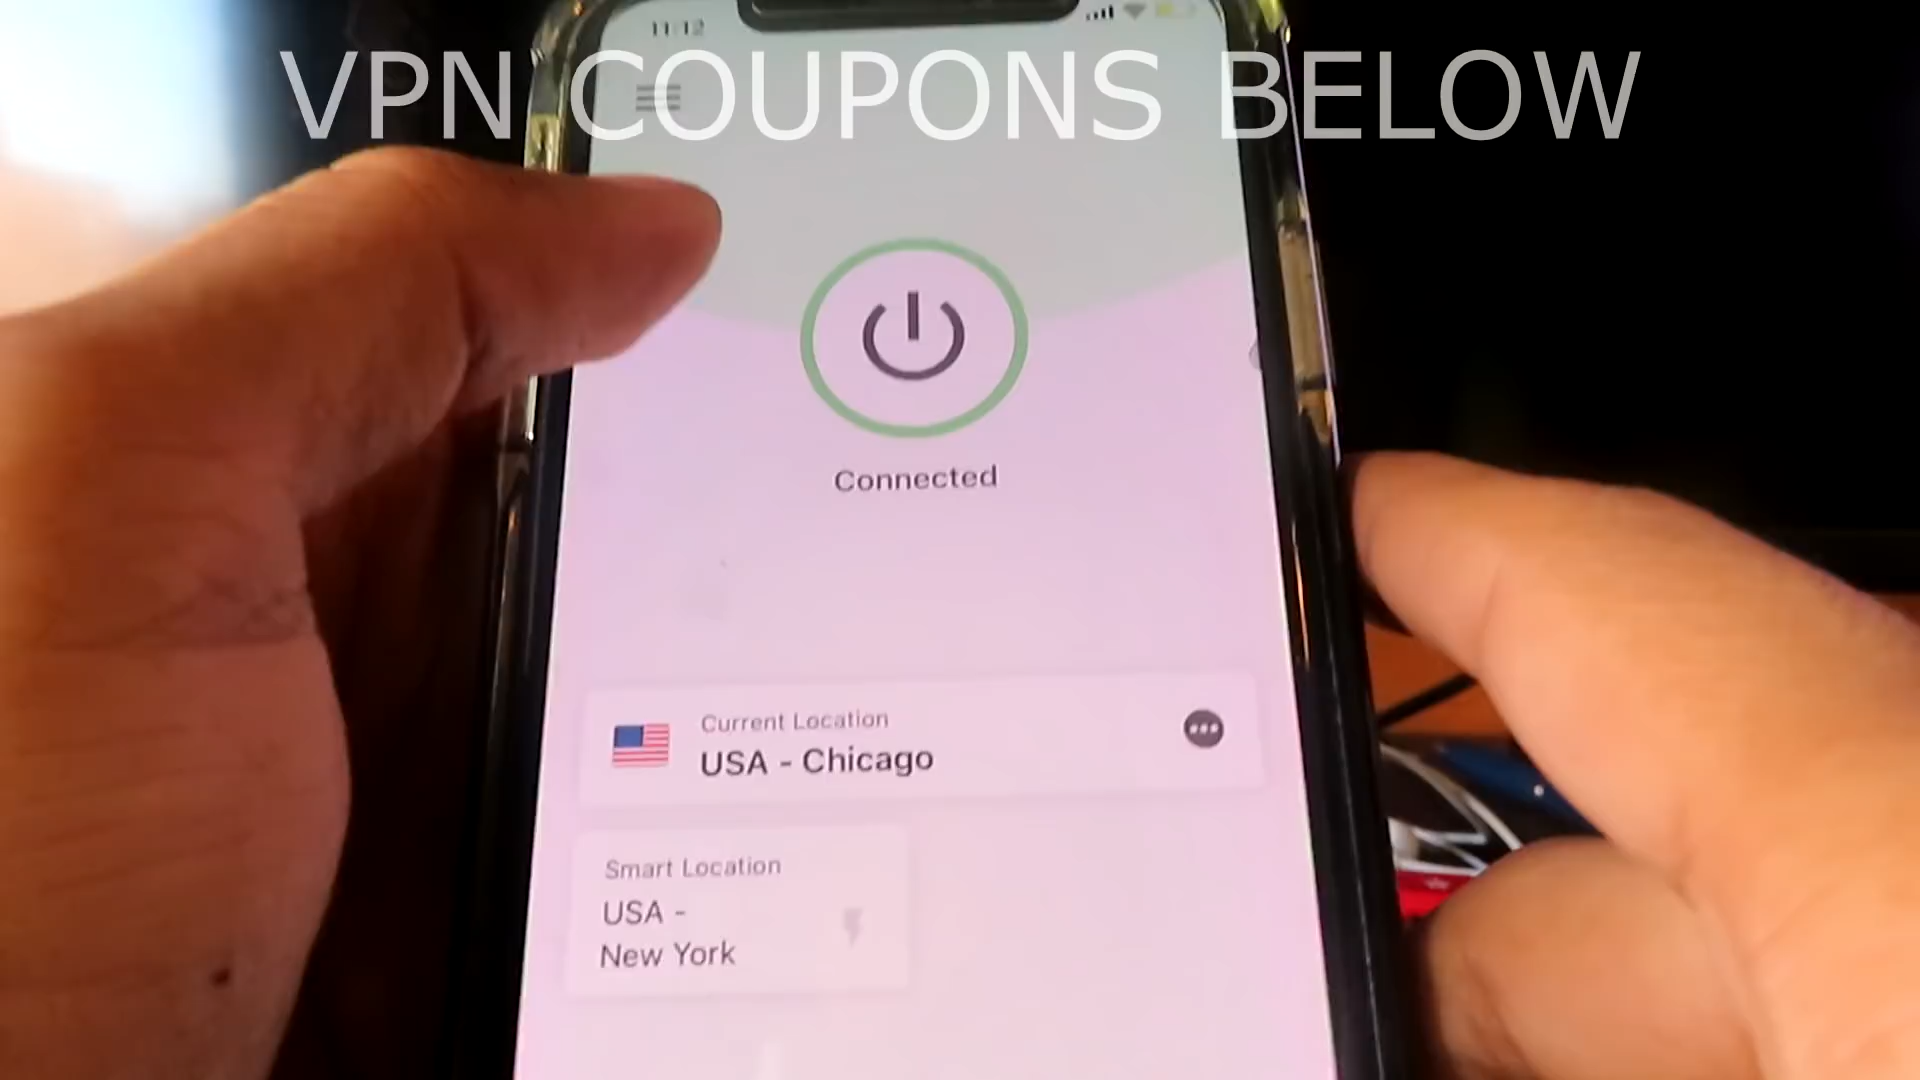 11:12
VPN COUPONS BELOW
Connected
Current Location
USA - Chicago
Smart Location
USA -
New York